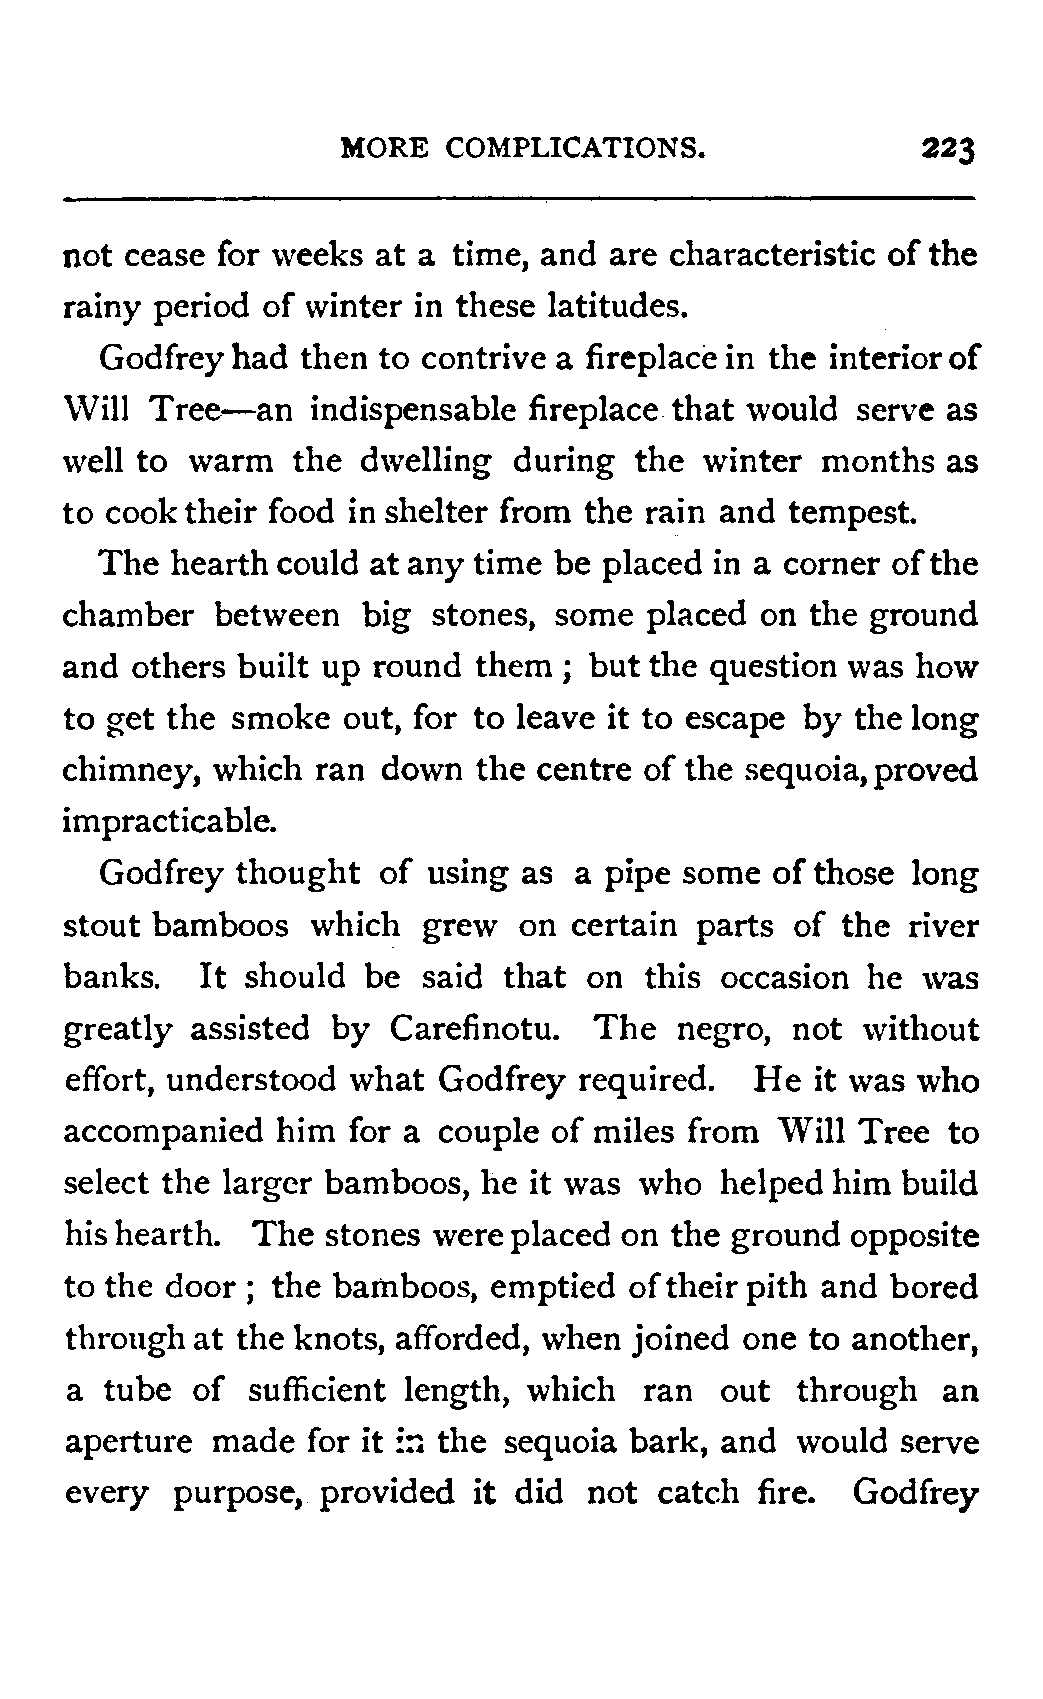 MORE COMPLICATIONS. 223
not cease for weeks at a time, and are characteristic of the
rainy period of winter in these latitudes.
Godfrey had then to contrive a fireplace in the interior of
Will Tree—an indispensable fireplace that would serve as
well to warm the dwelling during the winter months as
to cook their food in shelter from the rain and tempest.
The hearth could at any time be placed in a corner of the
chamber between big stones, some placed on the ground
and others built up round them ; but the question was how
to get the smoke out, for to leave it to escape by the long
chimney, which ran down the centre of the sequoia, proved
impracticable.
Godfrey thought of using as a pipe some of those long
stout bamboos which grew on certain parts of the river
banks. It should be said that on this occasion he was
greatly assisted by Carefinotu. The negro, not without
effort, understood what Godfrey required. He it was who
accompanied him for a couple of miles from Will Tree to
select the larger bamboos, he it was who helped him build
his hearth. The stones were placed on the ground opposite
to the door ; the bamboos, emptied of their pith and bored
through at the knots, afforded, when joined one to another,
a tube of sufficient length, which ran out through an
aperture made for it in the sequoia bark, and would serve
every purpose, provided it did not catch fire. Godfrey